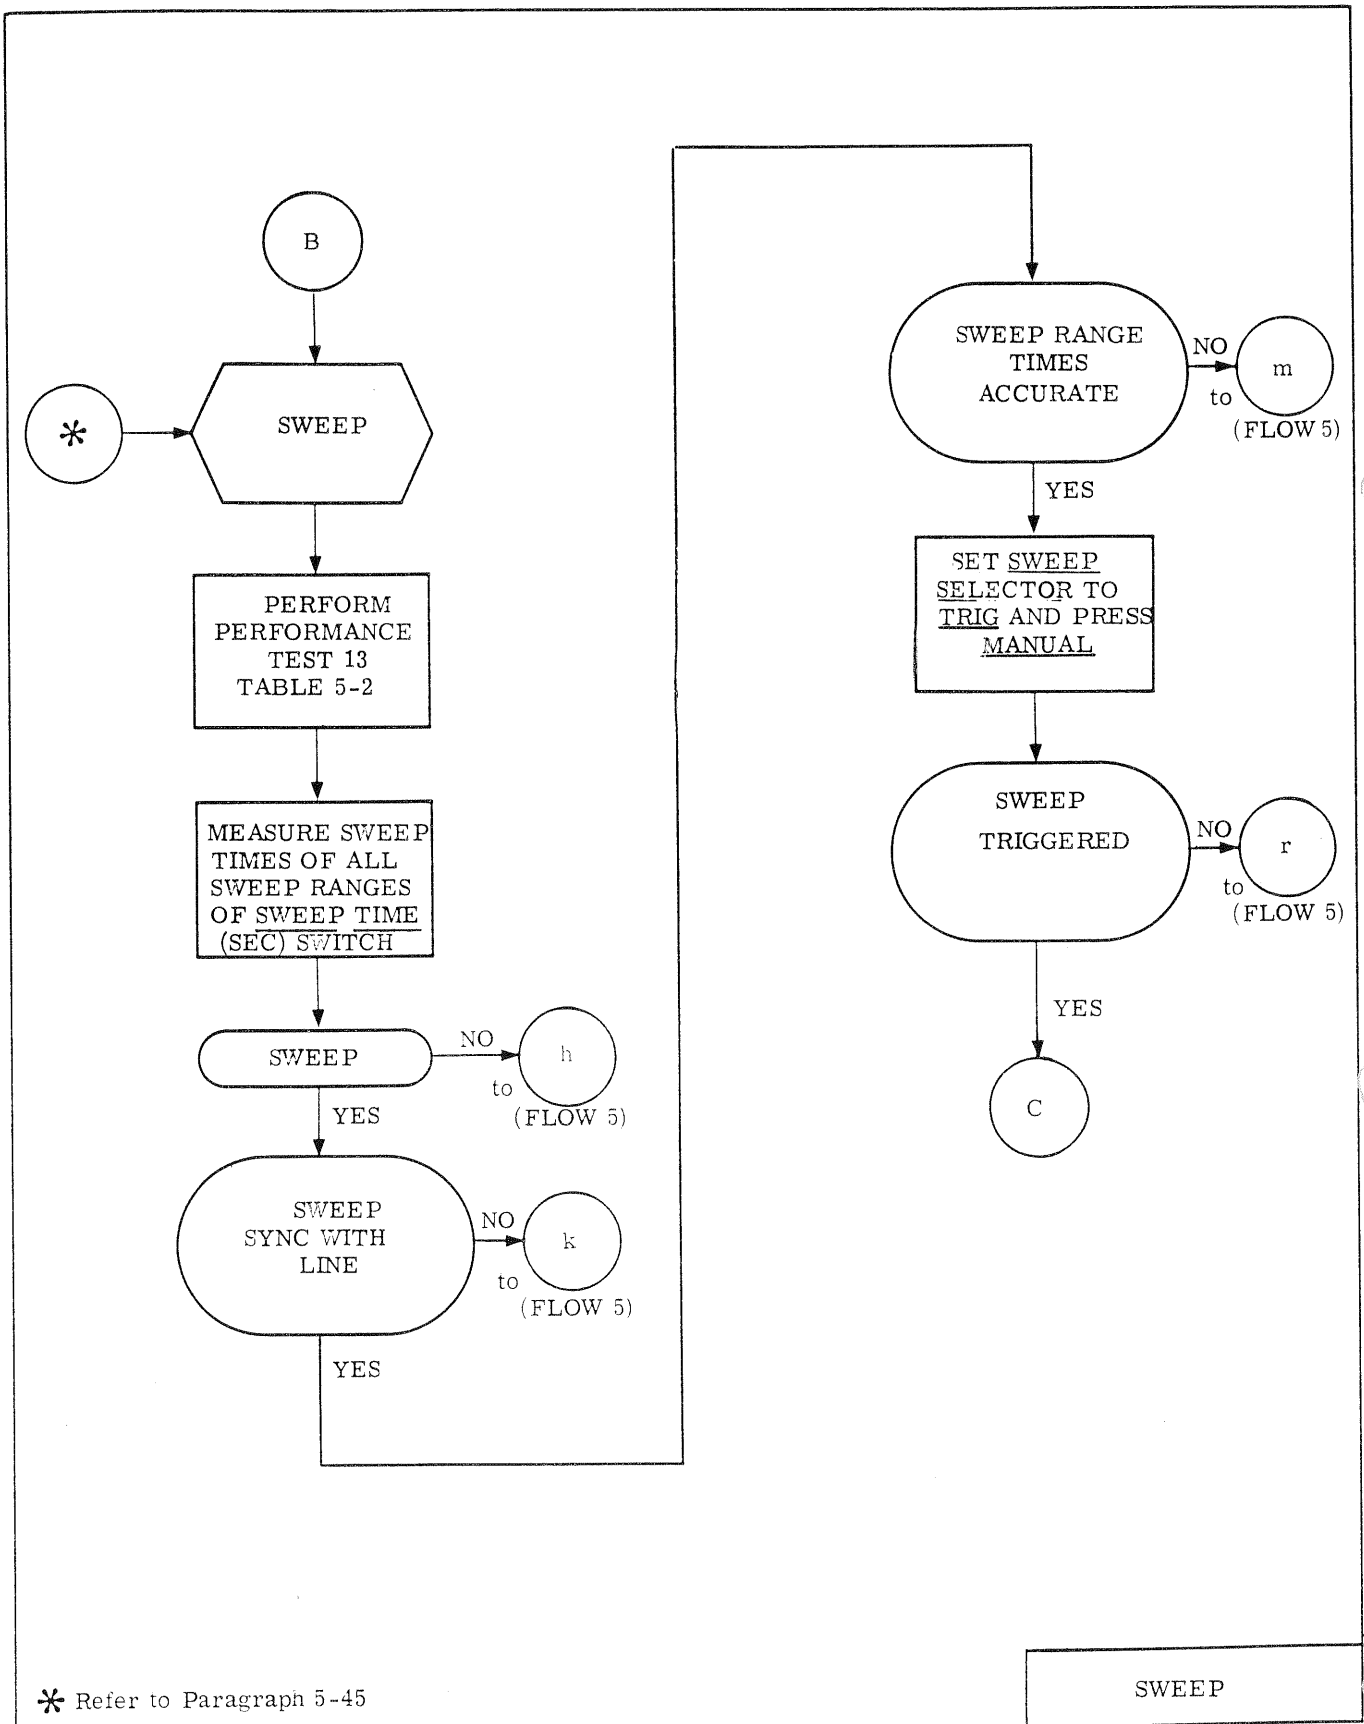 B
*
SWEEP
PERFORM
PERFORMANCE
TEST 13
TABLE 5-2
MEASURE SWEEP
TIMES OF ALL
SWEEP RANGES
OF SWEEP TIME
(SEC) SWITCH
SWEEP
NO
h
to
(FLOW 5)
YES
SWEEP
SYNC WITH
LINE
NO
k
to
(FLOW 5)
YES
SWEEP RANGE
TIMES
ACCURATE
NO
m
to
(FLOW 5)
YES
SET SWEEP
SELECTOR TO
TRIG AND PRESS
MANUAL
SWEEP
TRIGGERED
NO
r
to
(FLOW 5)
YES
C
* Refer to Paragraph 5-45
SWEEP